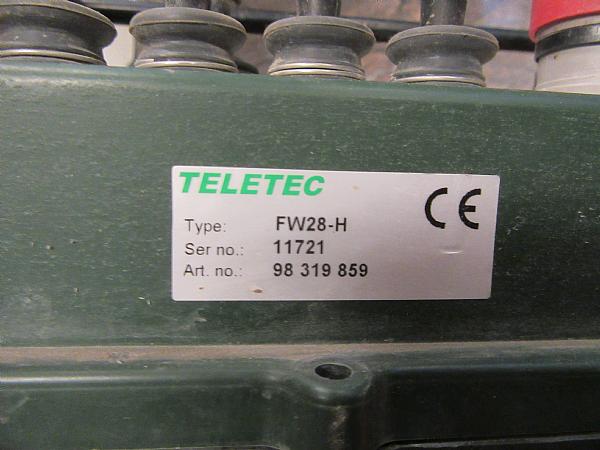 TELETEC
CE
Type: FW28-H
Ser no.: 11721
Art. no.: 98 319 859